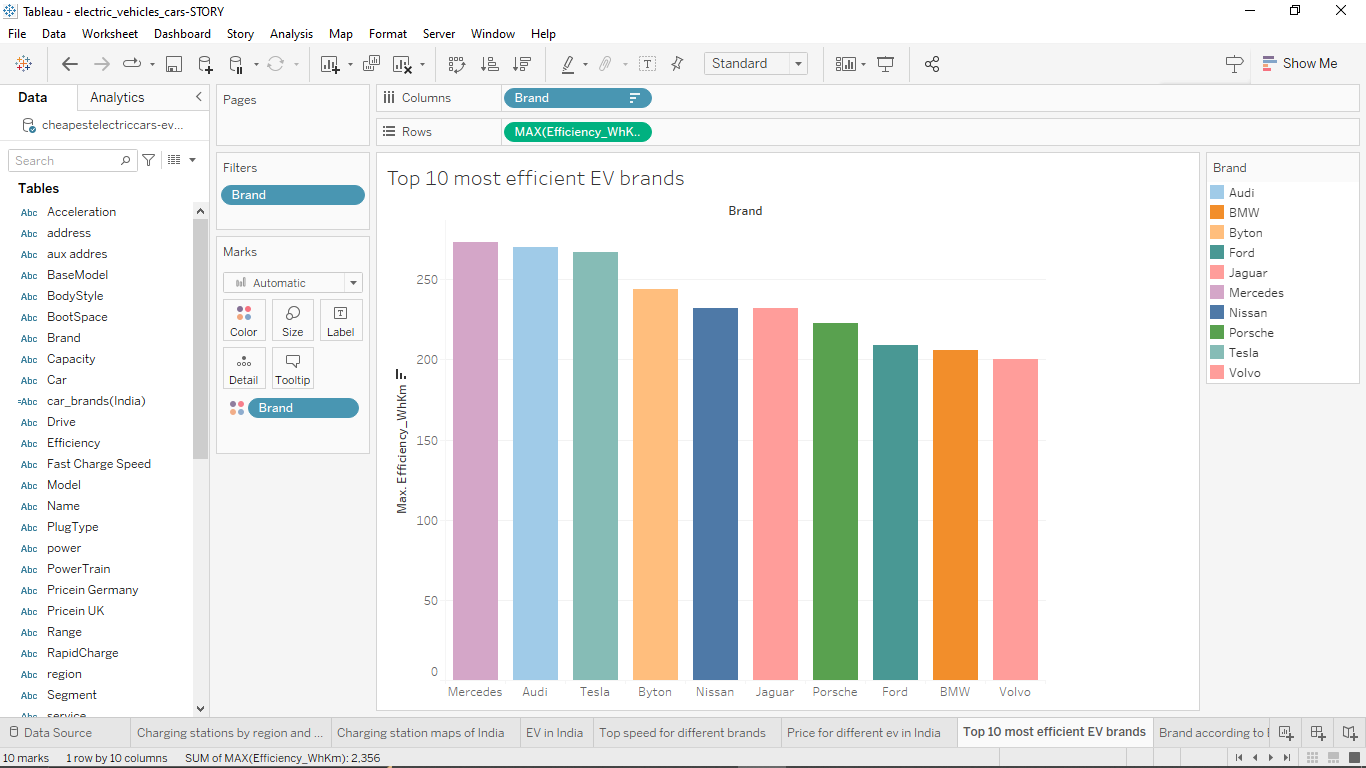 Tableau - electric_vehicles_cars-STORY
File Data Worksheet Dashboard Story Analysis Map Format Server Window Help
Standard
Show Me
Data Analytics
cheapestelectriccars-ev...
Search
Tables
Abc Acceleration
Abc address
Abc aux addres
Abc BaseModel
Abc BodyStyle
Abc BootSpace
Abc Brand
Abc Capacity
Abc Car
=Abc car_brands(India)
Abc Drive
Abc Efficiency
Abc Fast Charge Speed
Abc Model
Abc Name
Abc PlugType
Abc power
Abc PowerTrain
Abc Pricein Germany
Abc Pricein UK
Abc Range
Abc RapidCharge
Abc region
Abc Segment
Abc service
Pages
Filters
Brand
Marks
Automatic
Color Size Label
Detail Tooltip
Brand
Columns Brand
Rows MAX(Efficiency_WhK..
Top 10 most efficient EV brands
Brand
Max. Efficiency_WhKm
250
200
150
100
50
0
Mercedes Audi Tesla Byton Nissan Jaguar Porsche Ford BMW Volvo
Brand
Audi
BMW
Byton
Ford
Jaguar
Mercedes
Nissan
Porsche
Tesla
Volvo
Data Source Charging stations by region and ... Charging station maps of India EV in India Top speed for different brands Price for different ev in India Top 10 most efficient EV brands Brand according to
10 marks 1 row by 10 columns SUM of MAX(Efficiency_WhKm): 2,356